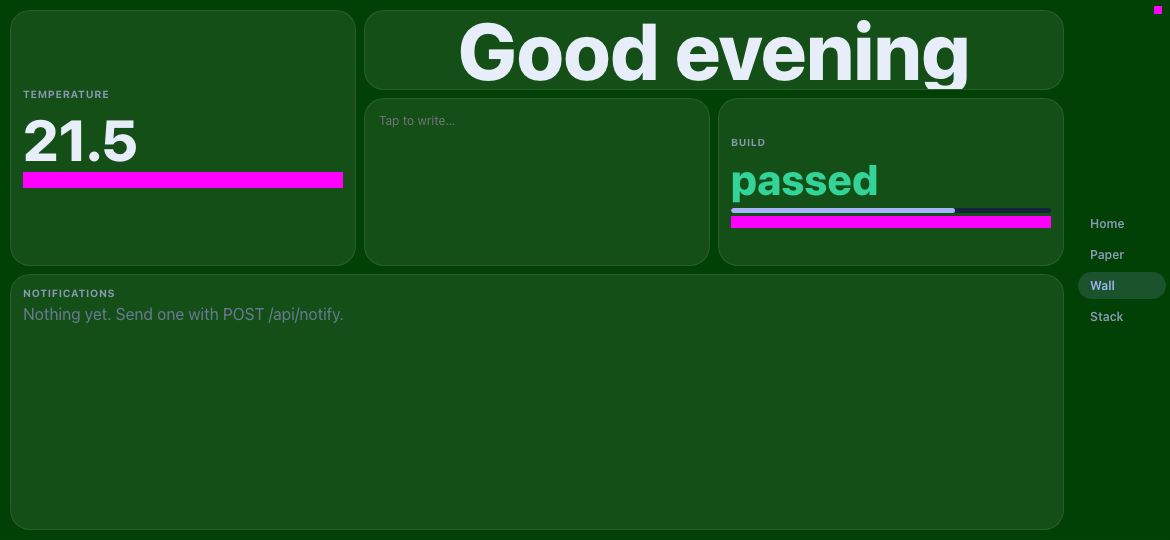 TEMPERATURE
21.5
Good evening
Tap to write...
BUILD
passed
NOTIFICATIONS
Nothing yet. Send one with POST /api/notify.
Home
Paper
Wall
Stack